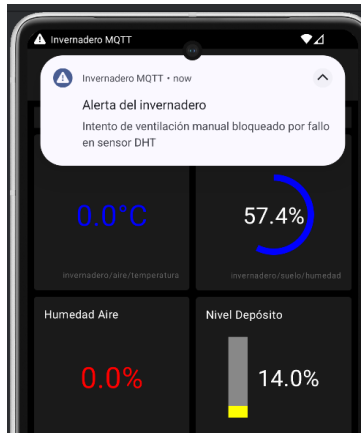 Invernadero MQTT
Invernadero MQTT • now
Alerta del invernadero
Intento de ventilación manual bloqueado por fallo
en sensor DHT
0.0°C
57.4%
invernadero/aire/temperatura
invernadero/suelo/humedad
Humedad Aire
Nivel Depósito
0.0%
14.0%